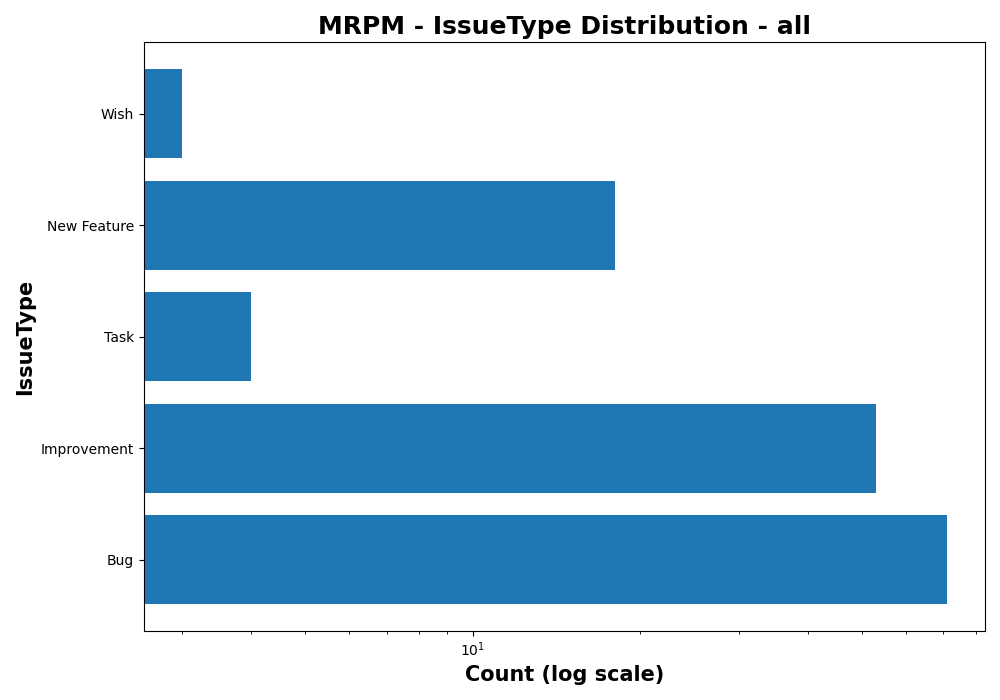 MRPM - IssueType Distribution - all
Wish
New Feature
Task
Improvement
Bug
IssueType
10¹
Count (log scale)